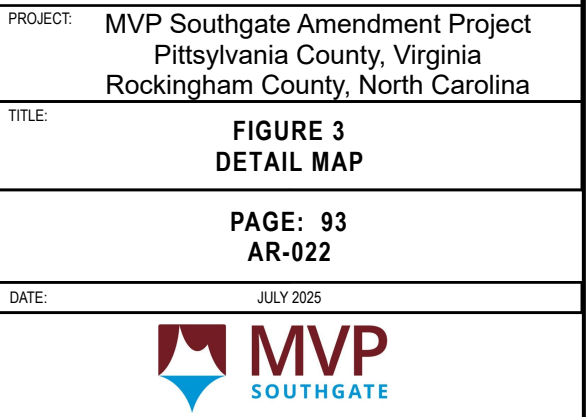 PROJECT: MVP Southgate Amendment Project
Pittsylvania County, Virginia
Rockingham County, North Carolina
TITLE:
FIGURE 3
DETAIL MAP
PAGE: 93
AR-022
DATE: JULY 2025
MVP
SOUTHGATE